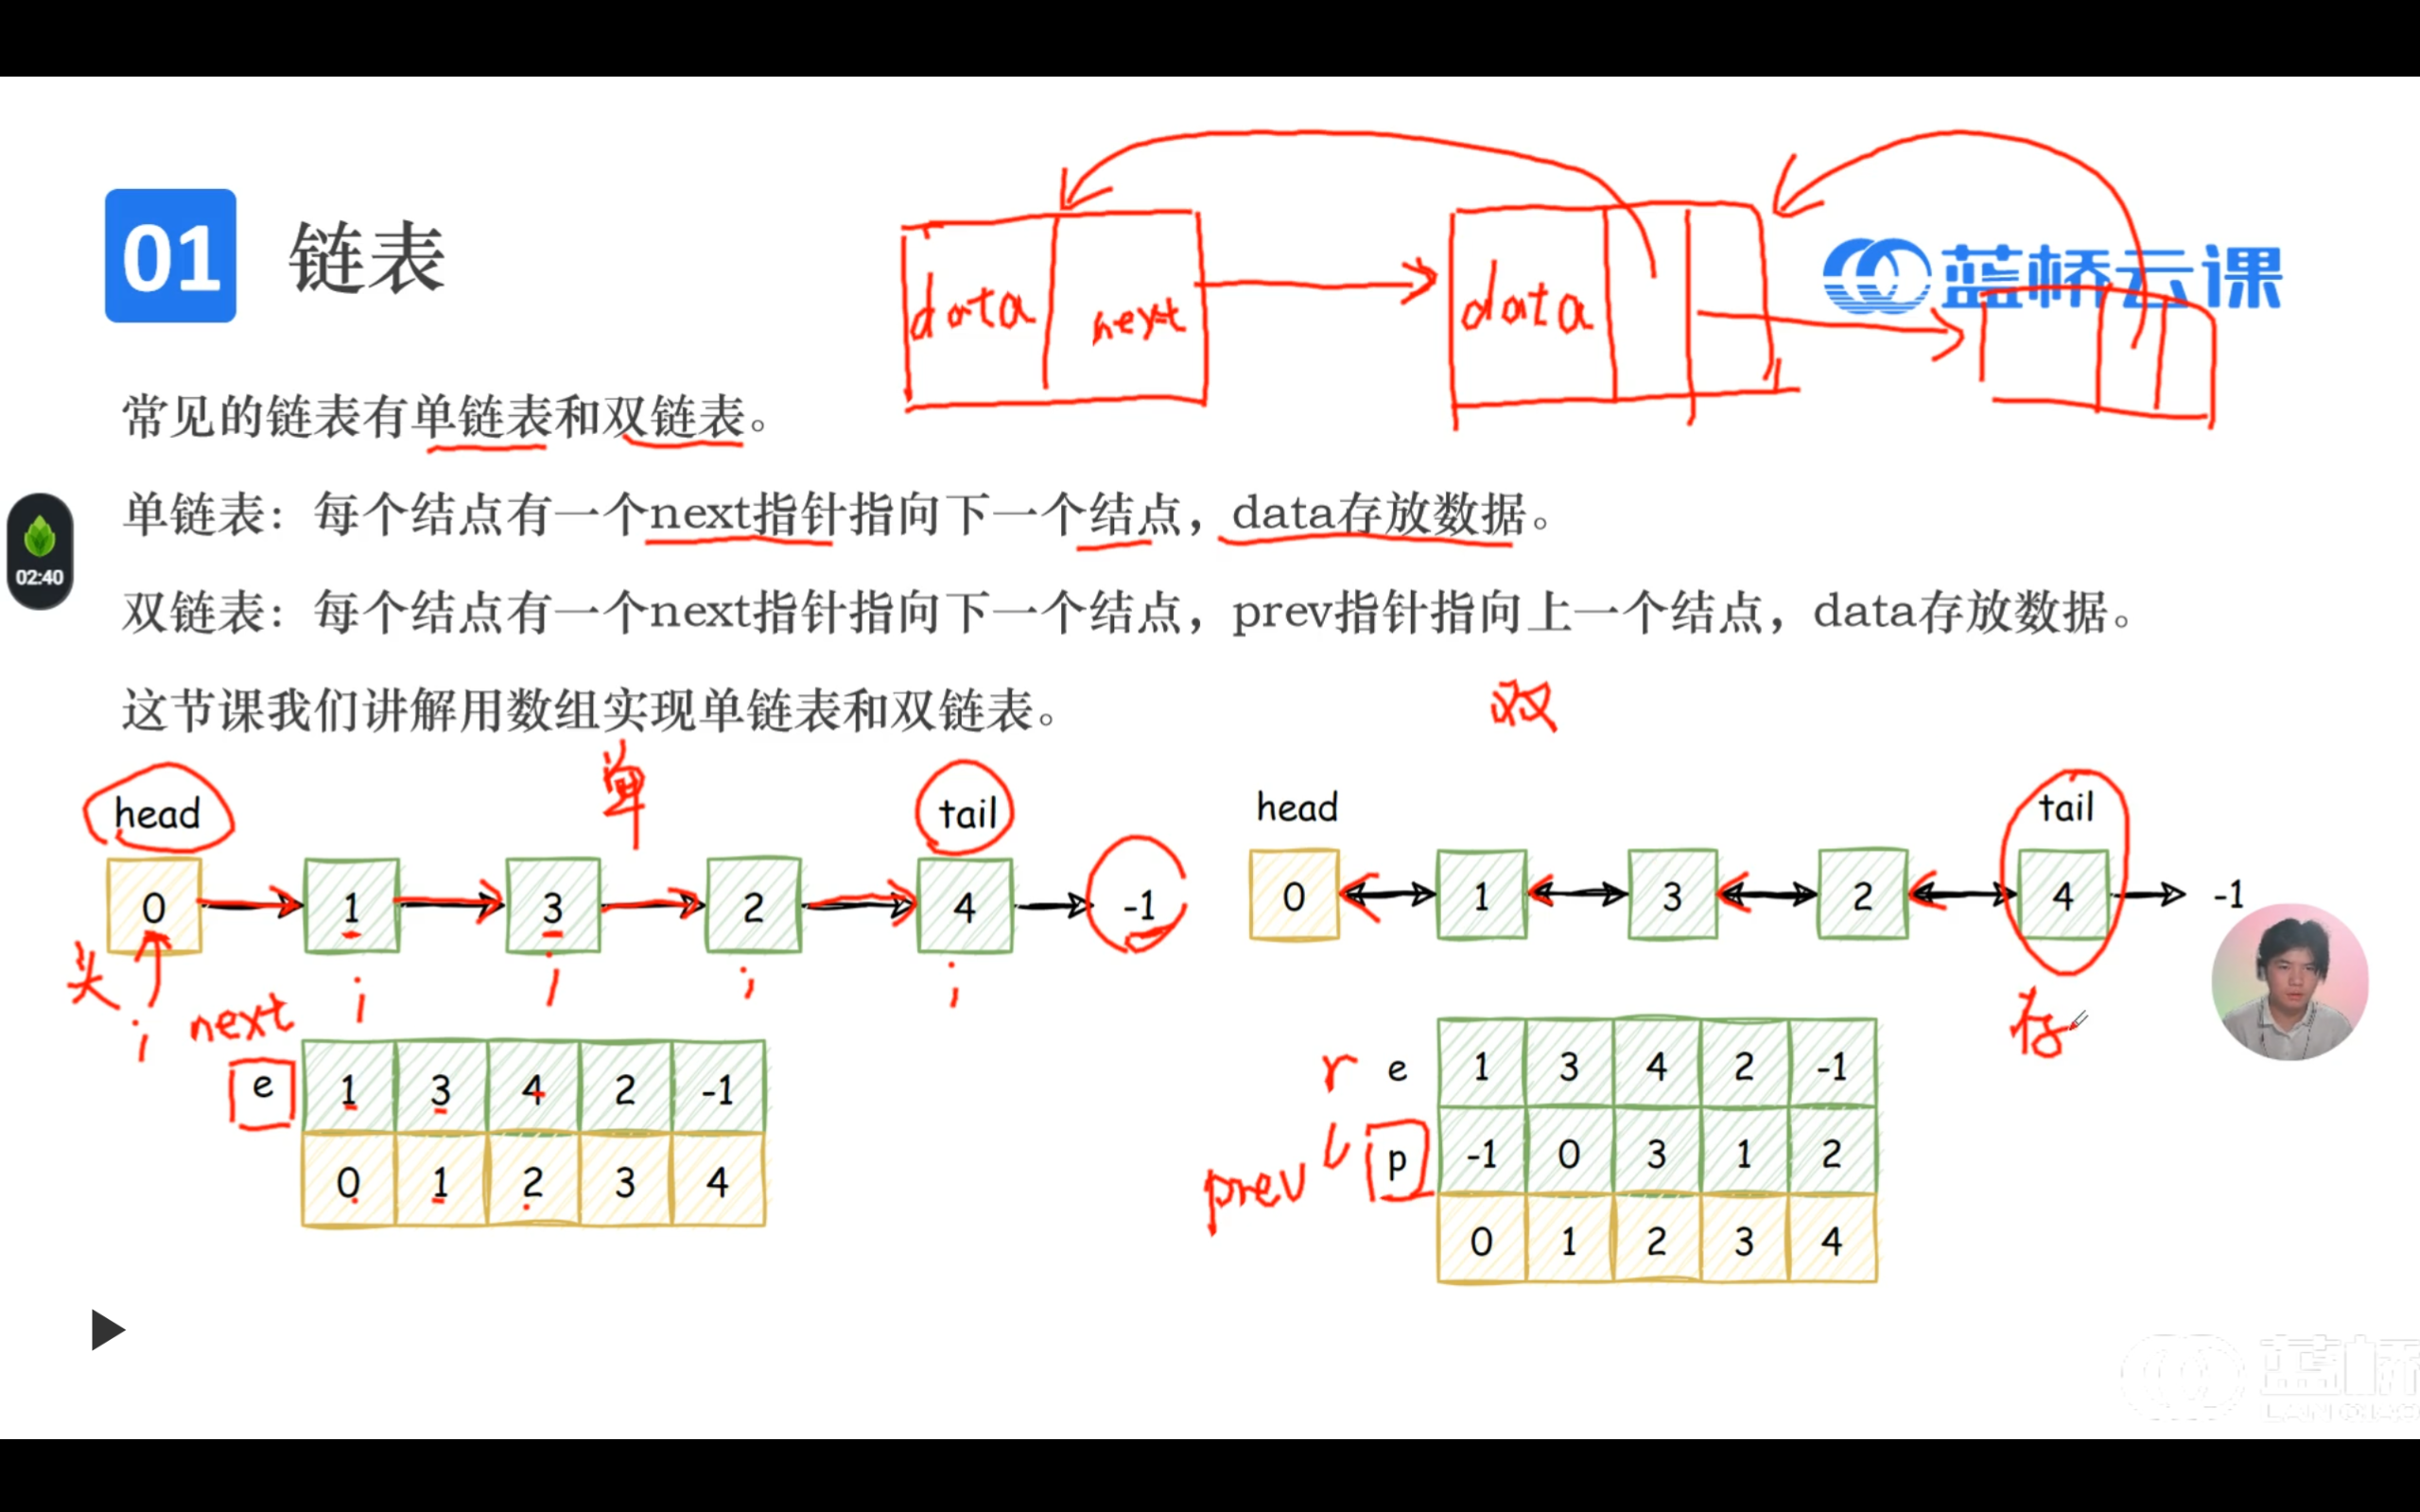 01 链表
蓝桥云课
data next data
常见的链表有单链表和双链表。
单链表：每个结点有一个next指针指向下一个结点，data存放数据。
02:40
双链表：每个结点有一个next指针指向下一个结点，prev指针指向上一个结点，data存放数据。
这节课我们讲解用数组实现单链表和双链表。
单
双
head tail
0 1 3 2 4 -1
头 i i i i i
next
e 1 3 4 2 -1
0 1 2 3 4
head tail
0 1 3 2 4 -1
存
r e 1 3 4 2 -1
prev l p -1 0 3 1 2
0 1 2 3 4
蓝桥
LANQIAO